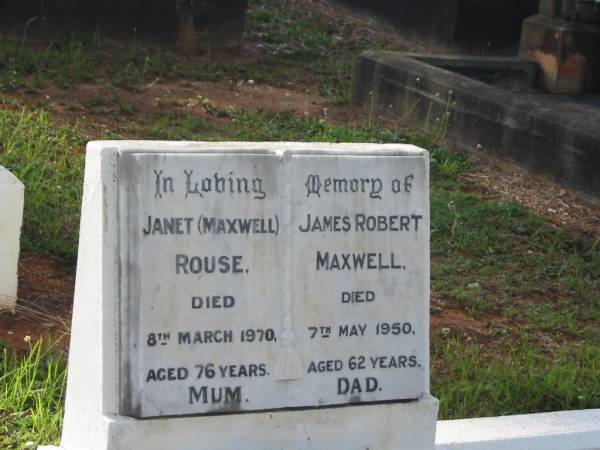 In Loving
JANET (MAXWELL)
ROUSE,
DIED
8TH MARCH 1970,
AGED 76 YEARS.
MUM.
Memory of
JAMES ROBERT
MAXWELL.
DIED
7TH MAY 1950,
AGED 62 YEARS.
DAD.